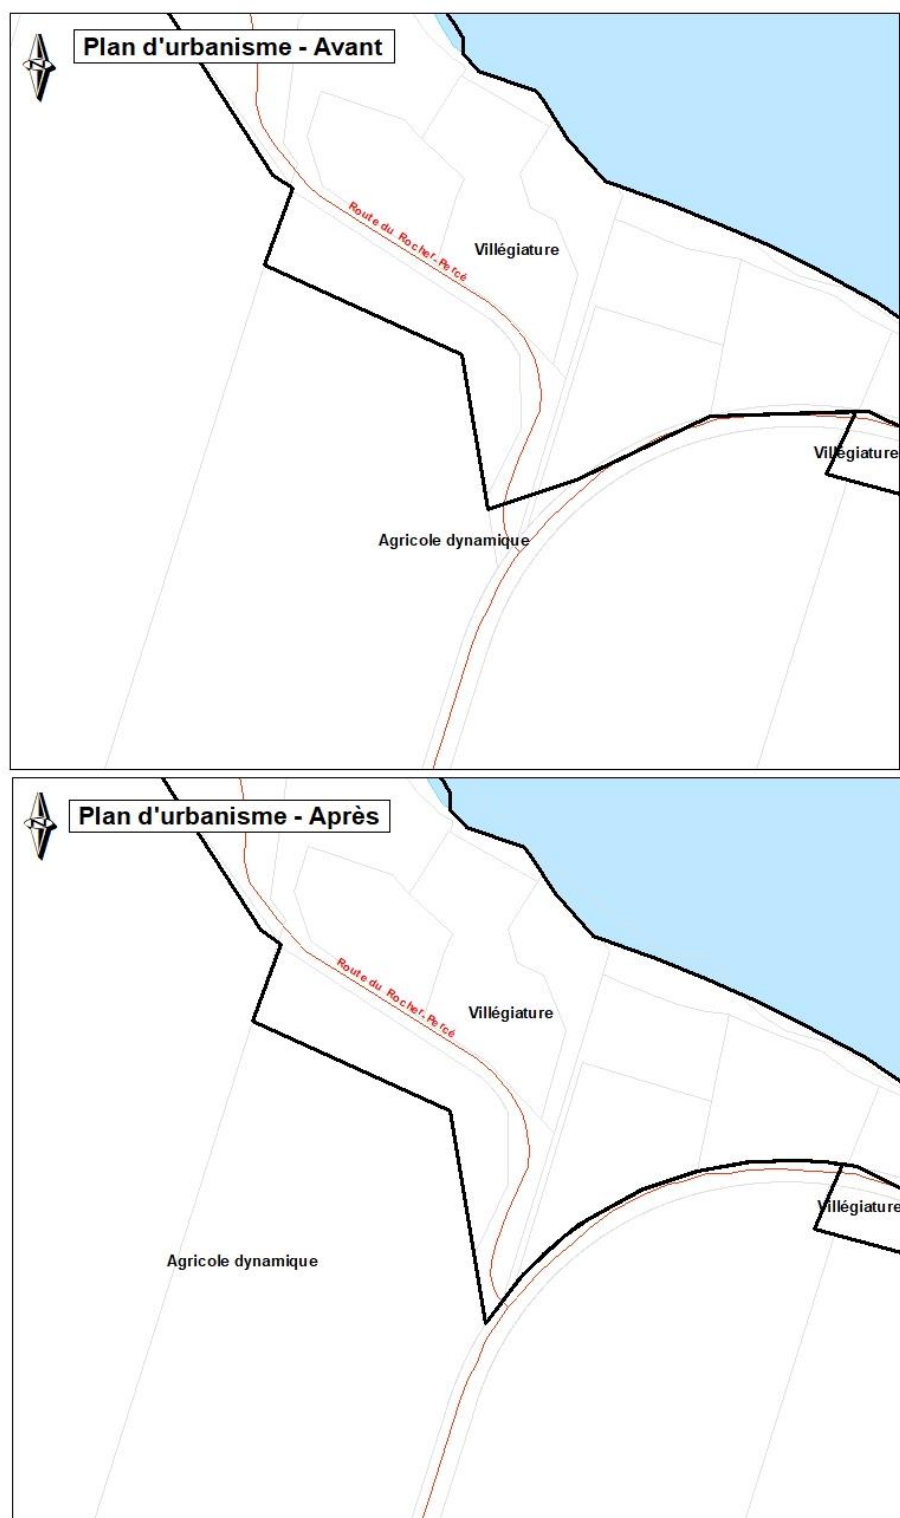 Plan d'urbanisme - Avant
N
Route du Rocher-Percé
Villégiature
Villégiature
Agricole dynamique
Plan d'urbanisme - Après
N
Route du Rocher-Percé
Villégiature
Villégiature
Agricole dynamique